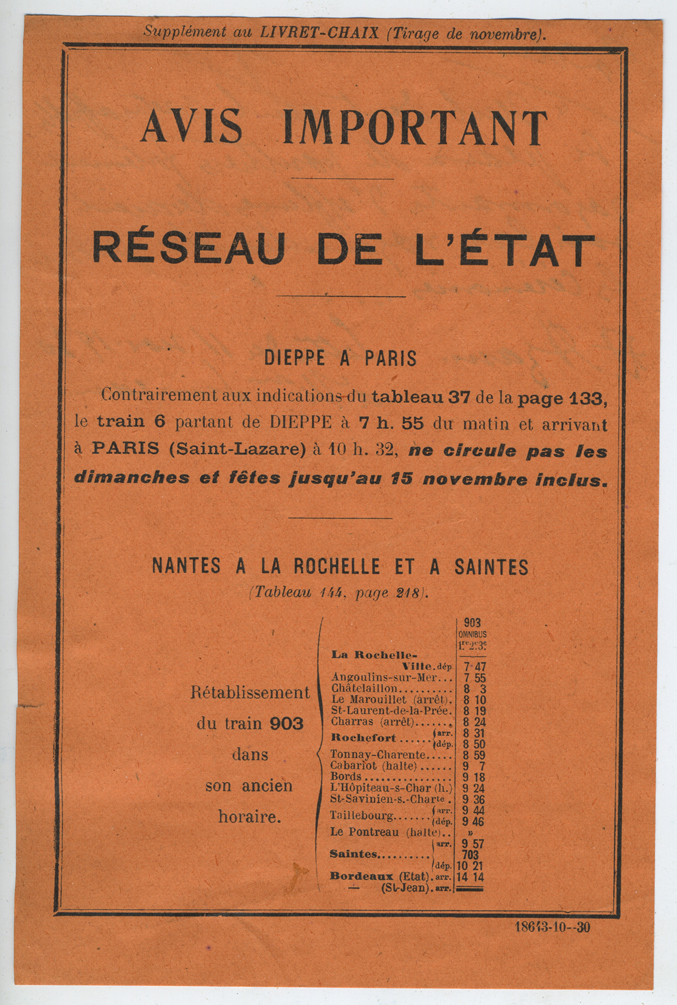 Supplément au LIVRET-CHAIX (Tirage de novembre).
AVIS IMPORTANT
RÉSEAU DE L'ÉTAT
DIEPPE A PARIS
Contrairement aux indications du tableau 37 de la page 133,
le train 6 partant de DIEPPE à 7 h. 55 du matin et arrivant
à PARIS (Saint-Lazare) à 10 h. 32, ne circule pas les
dimanches et fêtes jusqu'au 15 novembre inclus.
NANTES A LA ROCHELLE ET A SAINTES
(Tableau 144, page 218).
Rétablissement
du train 903
dans
son ancien
horaire.
903
OMNIBUS
1re 2e 3e
La Rochelle-
Ville. dép. 7 47
Angoulins-sur-Mer... 7 55
Châtelaillon.......... 8 3
Le Marouillet (arrêt). 8 10
St-Laurent-de-la-Prée. 8 19
Charras (arrêt)...... 8 24
Rochefort ...... arr. 8 31
dép. 8 50
Tonnay-Charente..... 8 59
Cabariot (halte) ...... 9 7
Bords ............... 9 18
L'Hôpiteau-s-Char (h.) 9 24
St-Savinien-s.-Charte . 9 36
Taillebourg....... arr. 9 44
dép. 9 46
Le Pontreau (halte).. »
Saintes.......... arr. 9 57
703
dép. 10 21
Bordeaux (Etat). arr. 14 14
— (St-Jean). arr.
18643-10--30